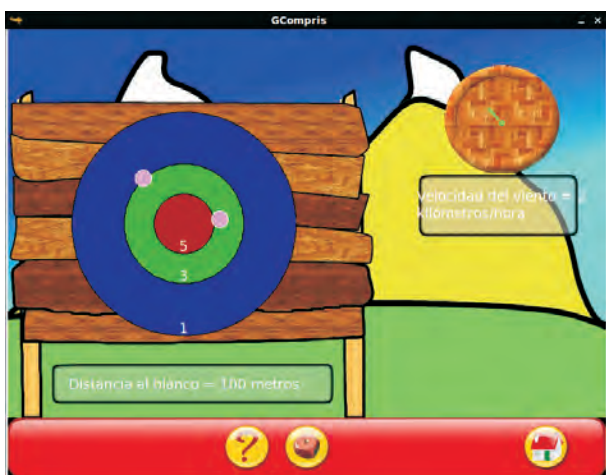 GCompris
Velocidad del viento =
kilómetros/hora
5
3
1
Distancia al blanco = 100 metros
?